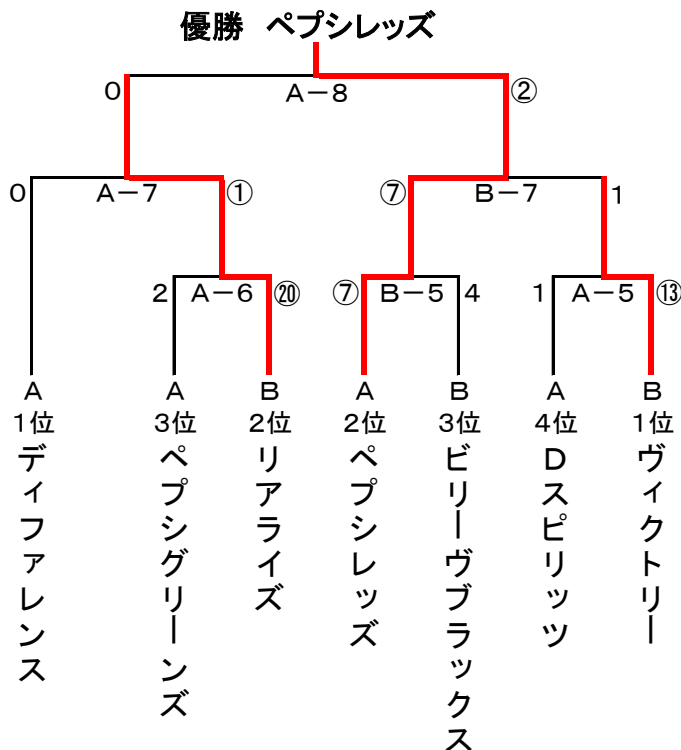 優勝　ペプシレッズ
0 A－8 ②
0 A－7 ① ⑦ B－7 1
2 A－6 ⑳ ⑦ B－5 4 1 A－5 ⑬
A A B A B A B
1位 3位 2位 2位 3位 4位 1位
ディファレンス
ペプシグリーンズ
リアライズ
ペプシレッズ
ビリーヴブラックス
Dスピリッツ
ヴィクトリー